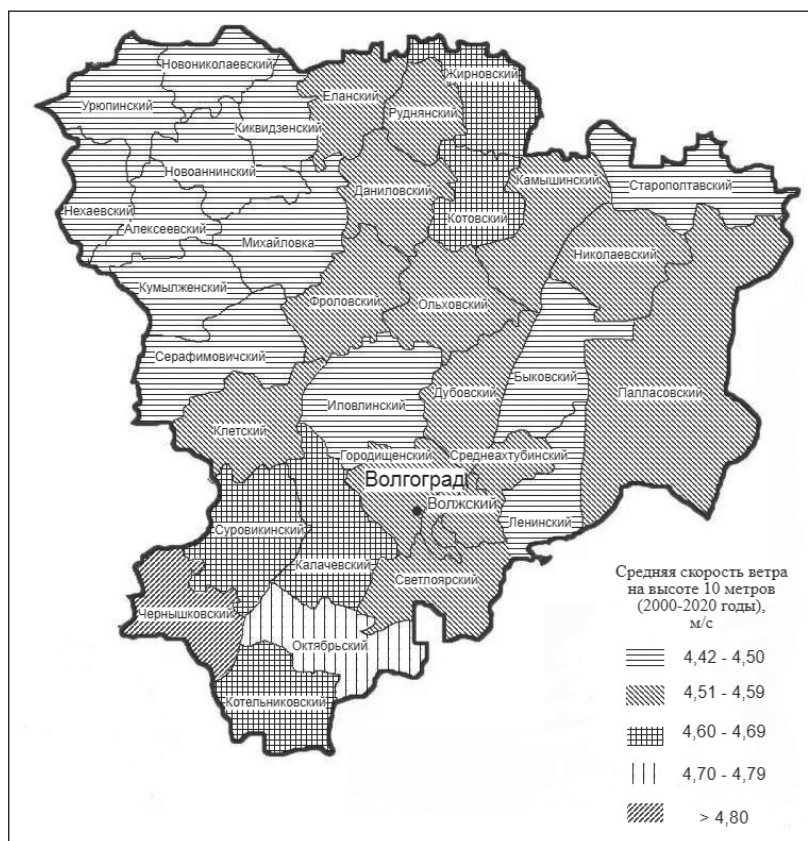 Новониколаевский
Жирновский
Урюпинский
Еланский
Руднянский
Киквидзенский
Новоаннинский
Камышинский
Старополтавский
Даниловский
Нехаевский
Котовский
Алексеевский
Михайловка
Николаевский
Кумылженский
Фроловский
Ольховский
Серафимовичский
Быковский
Палласовский
Дубовский
Иловлинский
Клетский
Городищенский
Среднеахтубинский
Волгоград
Волжский
Ленинский
Суровикинский
Калачевский
Светлоярский
Чернышковский
Октябрьский
Котельниковский
Средняя скорость ветра
на высоте 10 метров
(2000-2020 годы),
м/с
4,42 - 4,50
4,51 - 4,59
4,60 - 4,69
4,70 - 4,79
> 4,80